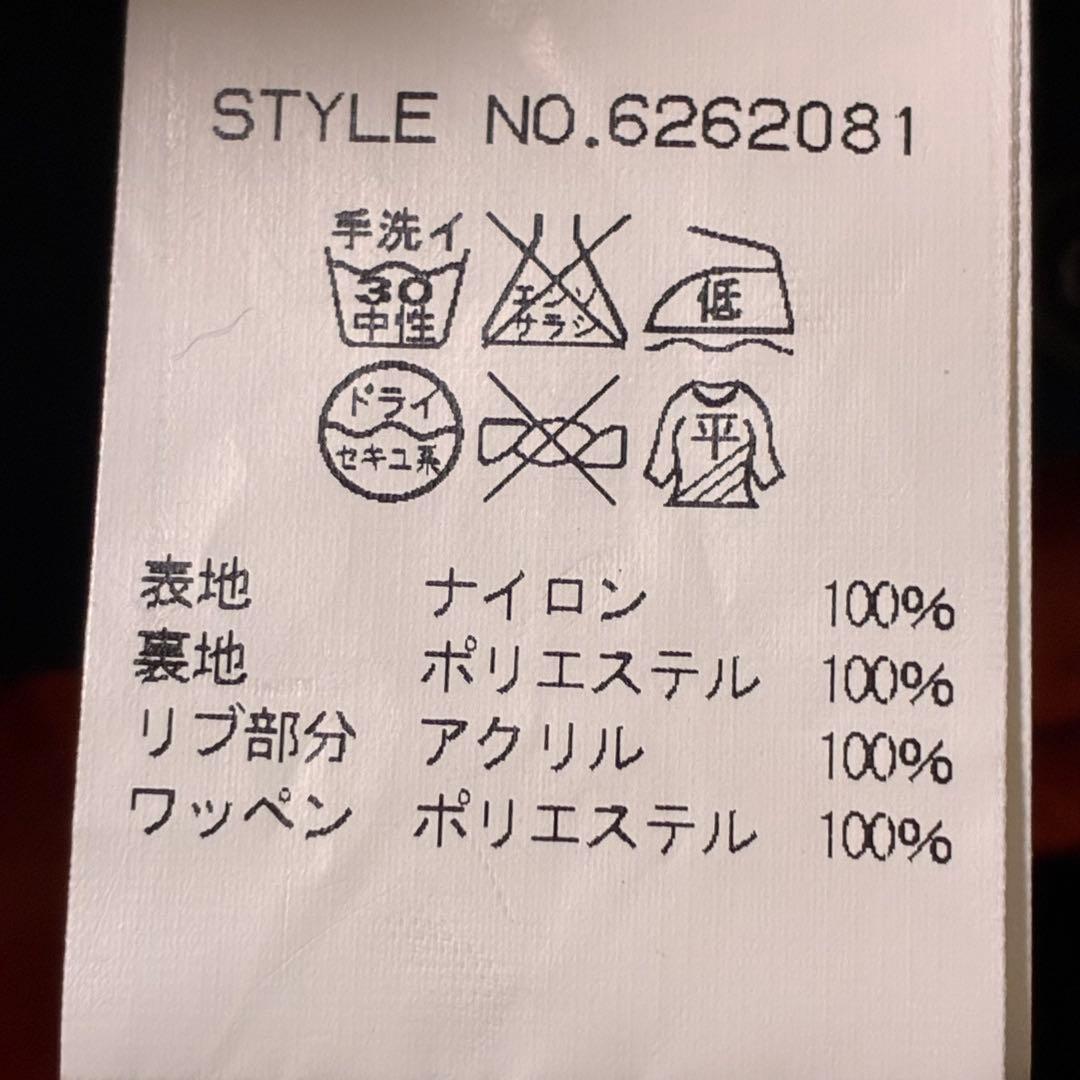 STYLE NO.6262081
手洗イ
30
中性
エンソ
サラシ
低
ドライ
セキユ系
平
表地 ナイロン 100%
裏地 ポリエステル 100%
リブ部分 アクリル 100%
ワッペン ポリエステル 100%